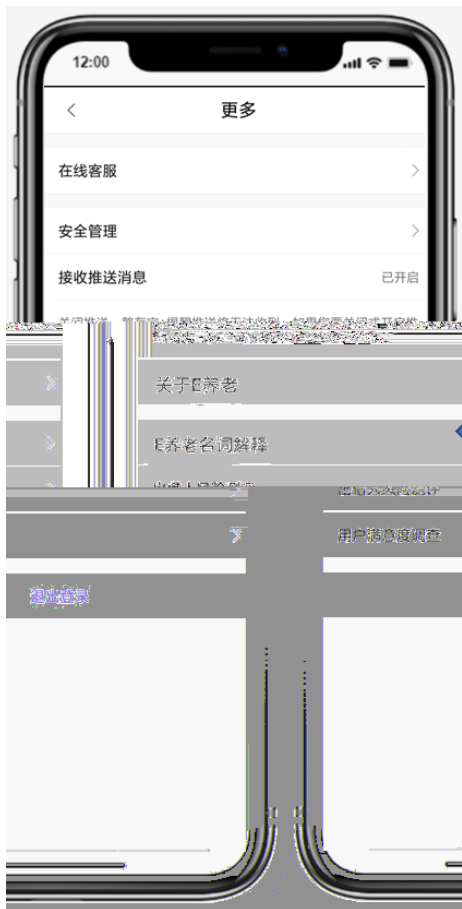 12:00
更多
在线客服
安全管理
接收推送消息 已开启
关于E养老
E养老名词解释
用户满意度调查
退出登录